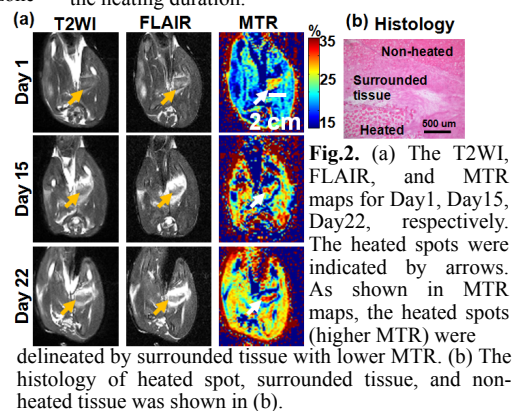 the heating duration.
(a) T2WI FLAIR MTR
Day 1
Day 15
Day 22
2 cm
%
35
25
15
(b) Histology
Non-heated
Surrounded
tissue
Heated
500 um
Fig.2. (a) The T2WI,
FLAIR, and MTR
maps for Day1, Day15,
Day22, respectively.
The heated spots were
indicated by arrows.
As shown in MTR
maps, the heated spots
(higher MTR) were
delineated by surrounded tissue with lower MTR. (b) The
histology of heated spot, surrounded tissue, and non-
heated tissue was shown in (b).